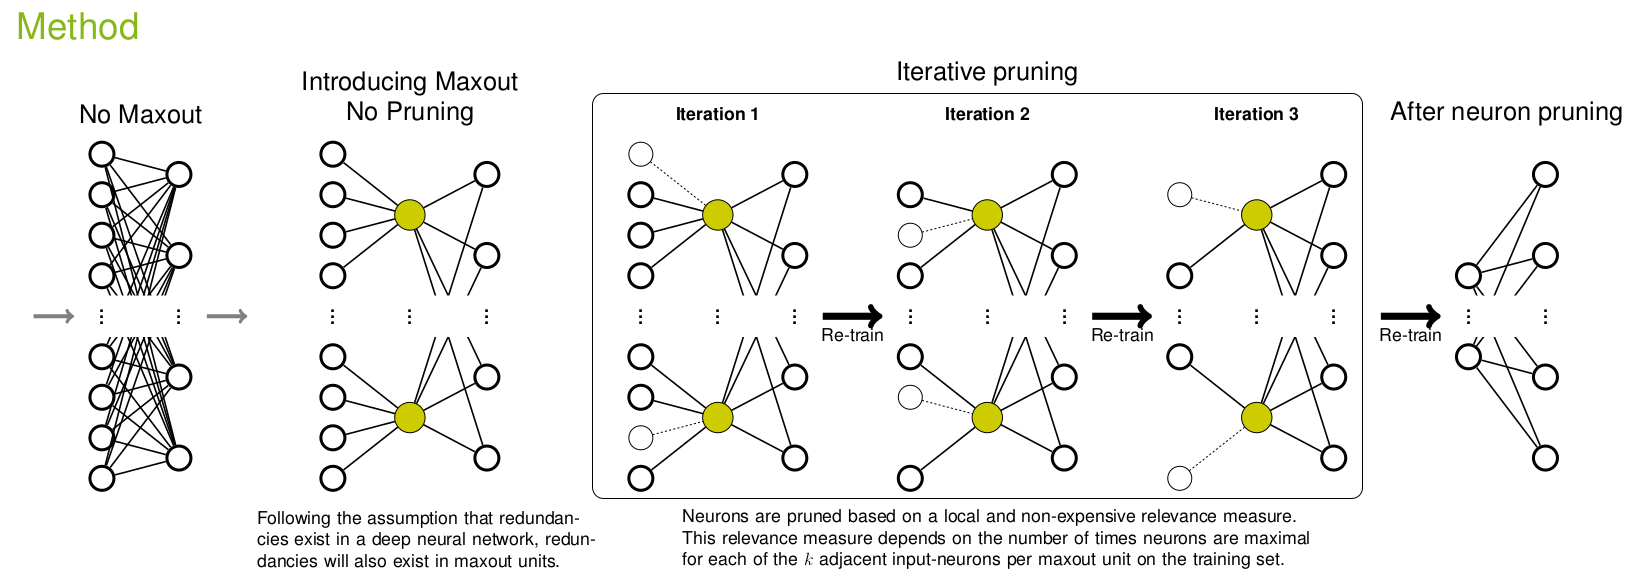 Method
No Maxout
Introducing Maxout
No Pruning
Iterative pruning
Iteration 1
Iteration 2
Iteration 3
After neuron pruning
Re-train
Re-train
Re-train
Following the assumption that redundan-
cies exist in a deep neural network, redun-
dancies will also exist in maxout units.
Neurons are pruned based on a local and non-expensive relevance measure.
This relevance measure depends on the number of times neurons are maximal
for each of the k adjacent input-neurons per maxout unit on the training set.